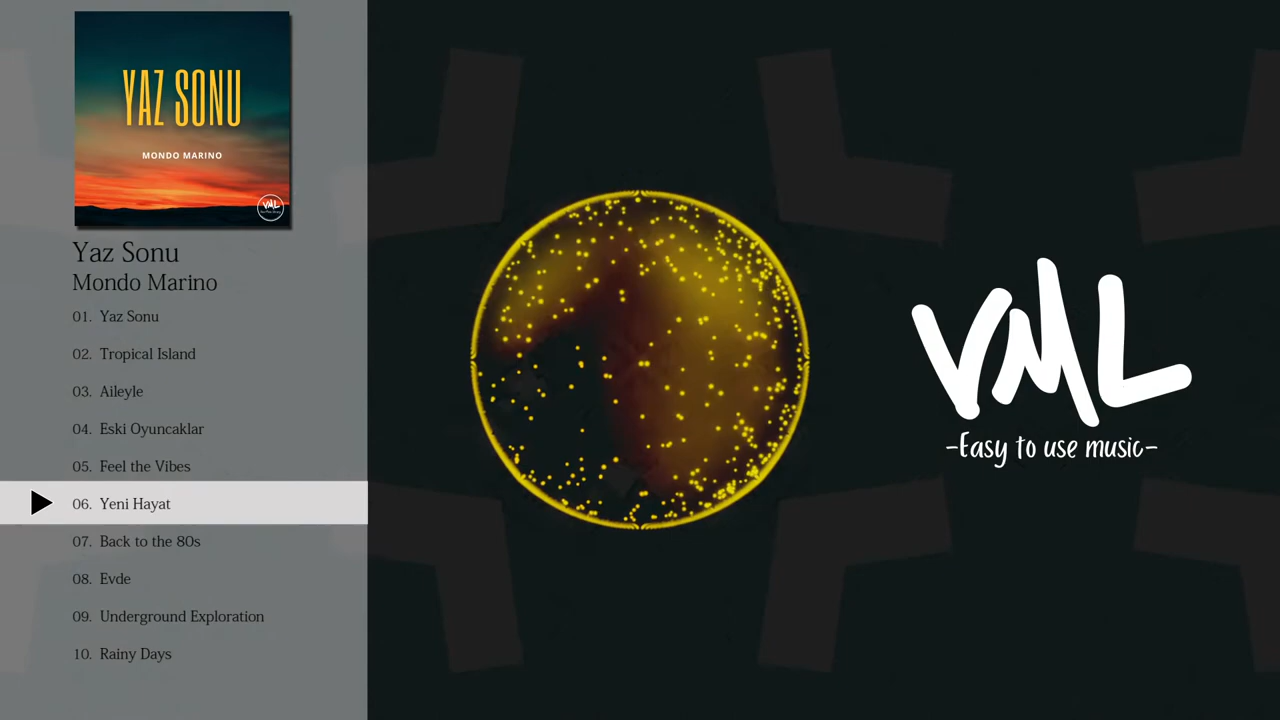 YAZ SONU
MONDO MARINO
VML
Yaz Sonu
Mondo Marino
01. Yaz Sonu
02. Tropical Island
03. Aileyle
04. Eski Oyuncaklar
05. Feel the Vibes
06. Yeni Hayat
07. Back to the 80s
08. Evde
09. Underground Exploration
10. Rainy Days
VML
-Easy to use music-